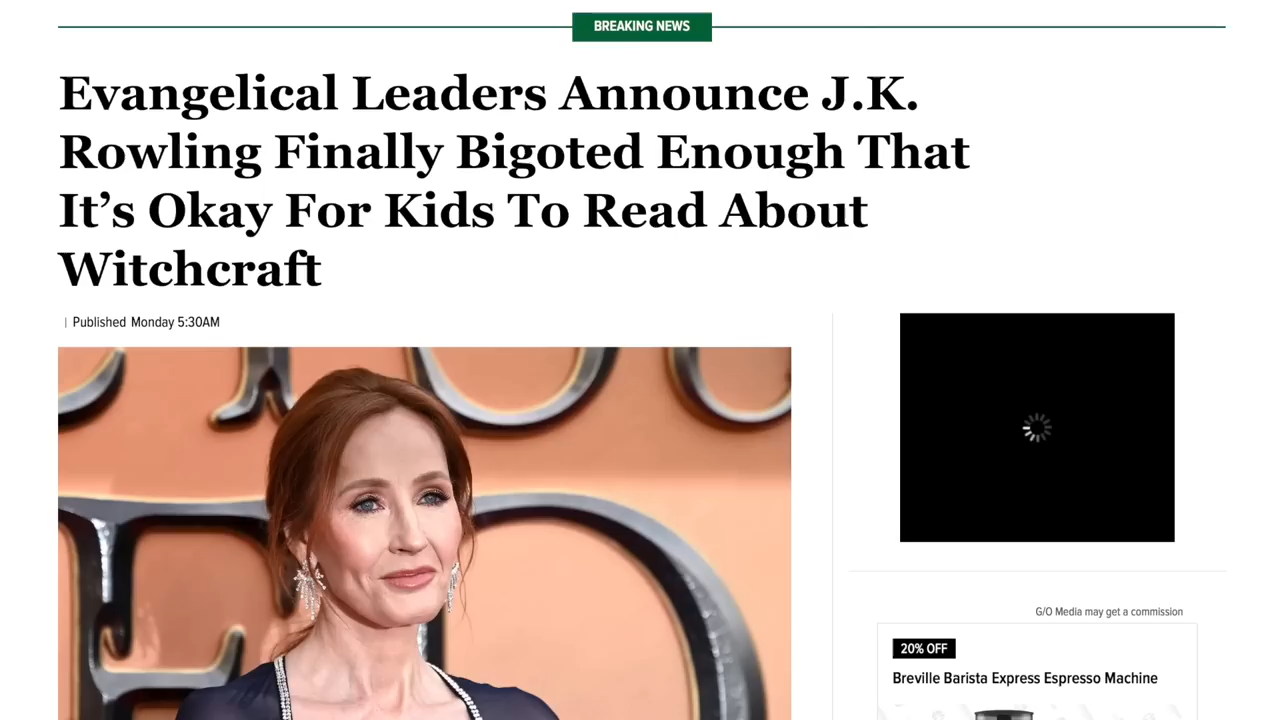 BREAKING NEWS
Evangelical Leaders Announce J.K.
Rowling Finally Bigoted Enough That
It’s Okay For Kids To Read About
Witchcraft
| Published Monday 5:30AM
G/O Media may get a commission
20% OFF
Breville Barista Express Espresso Machine